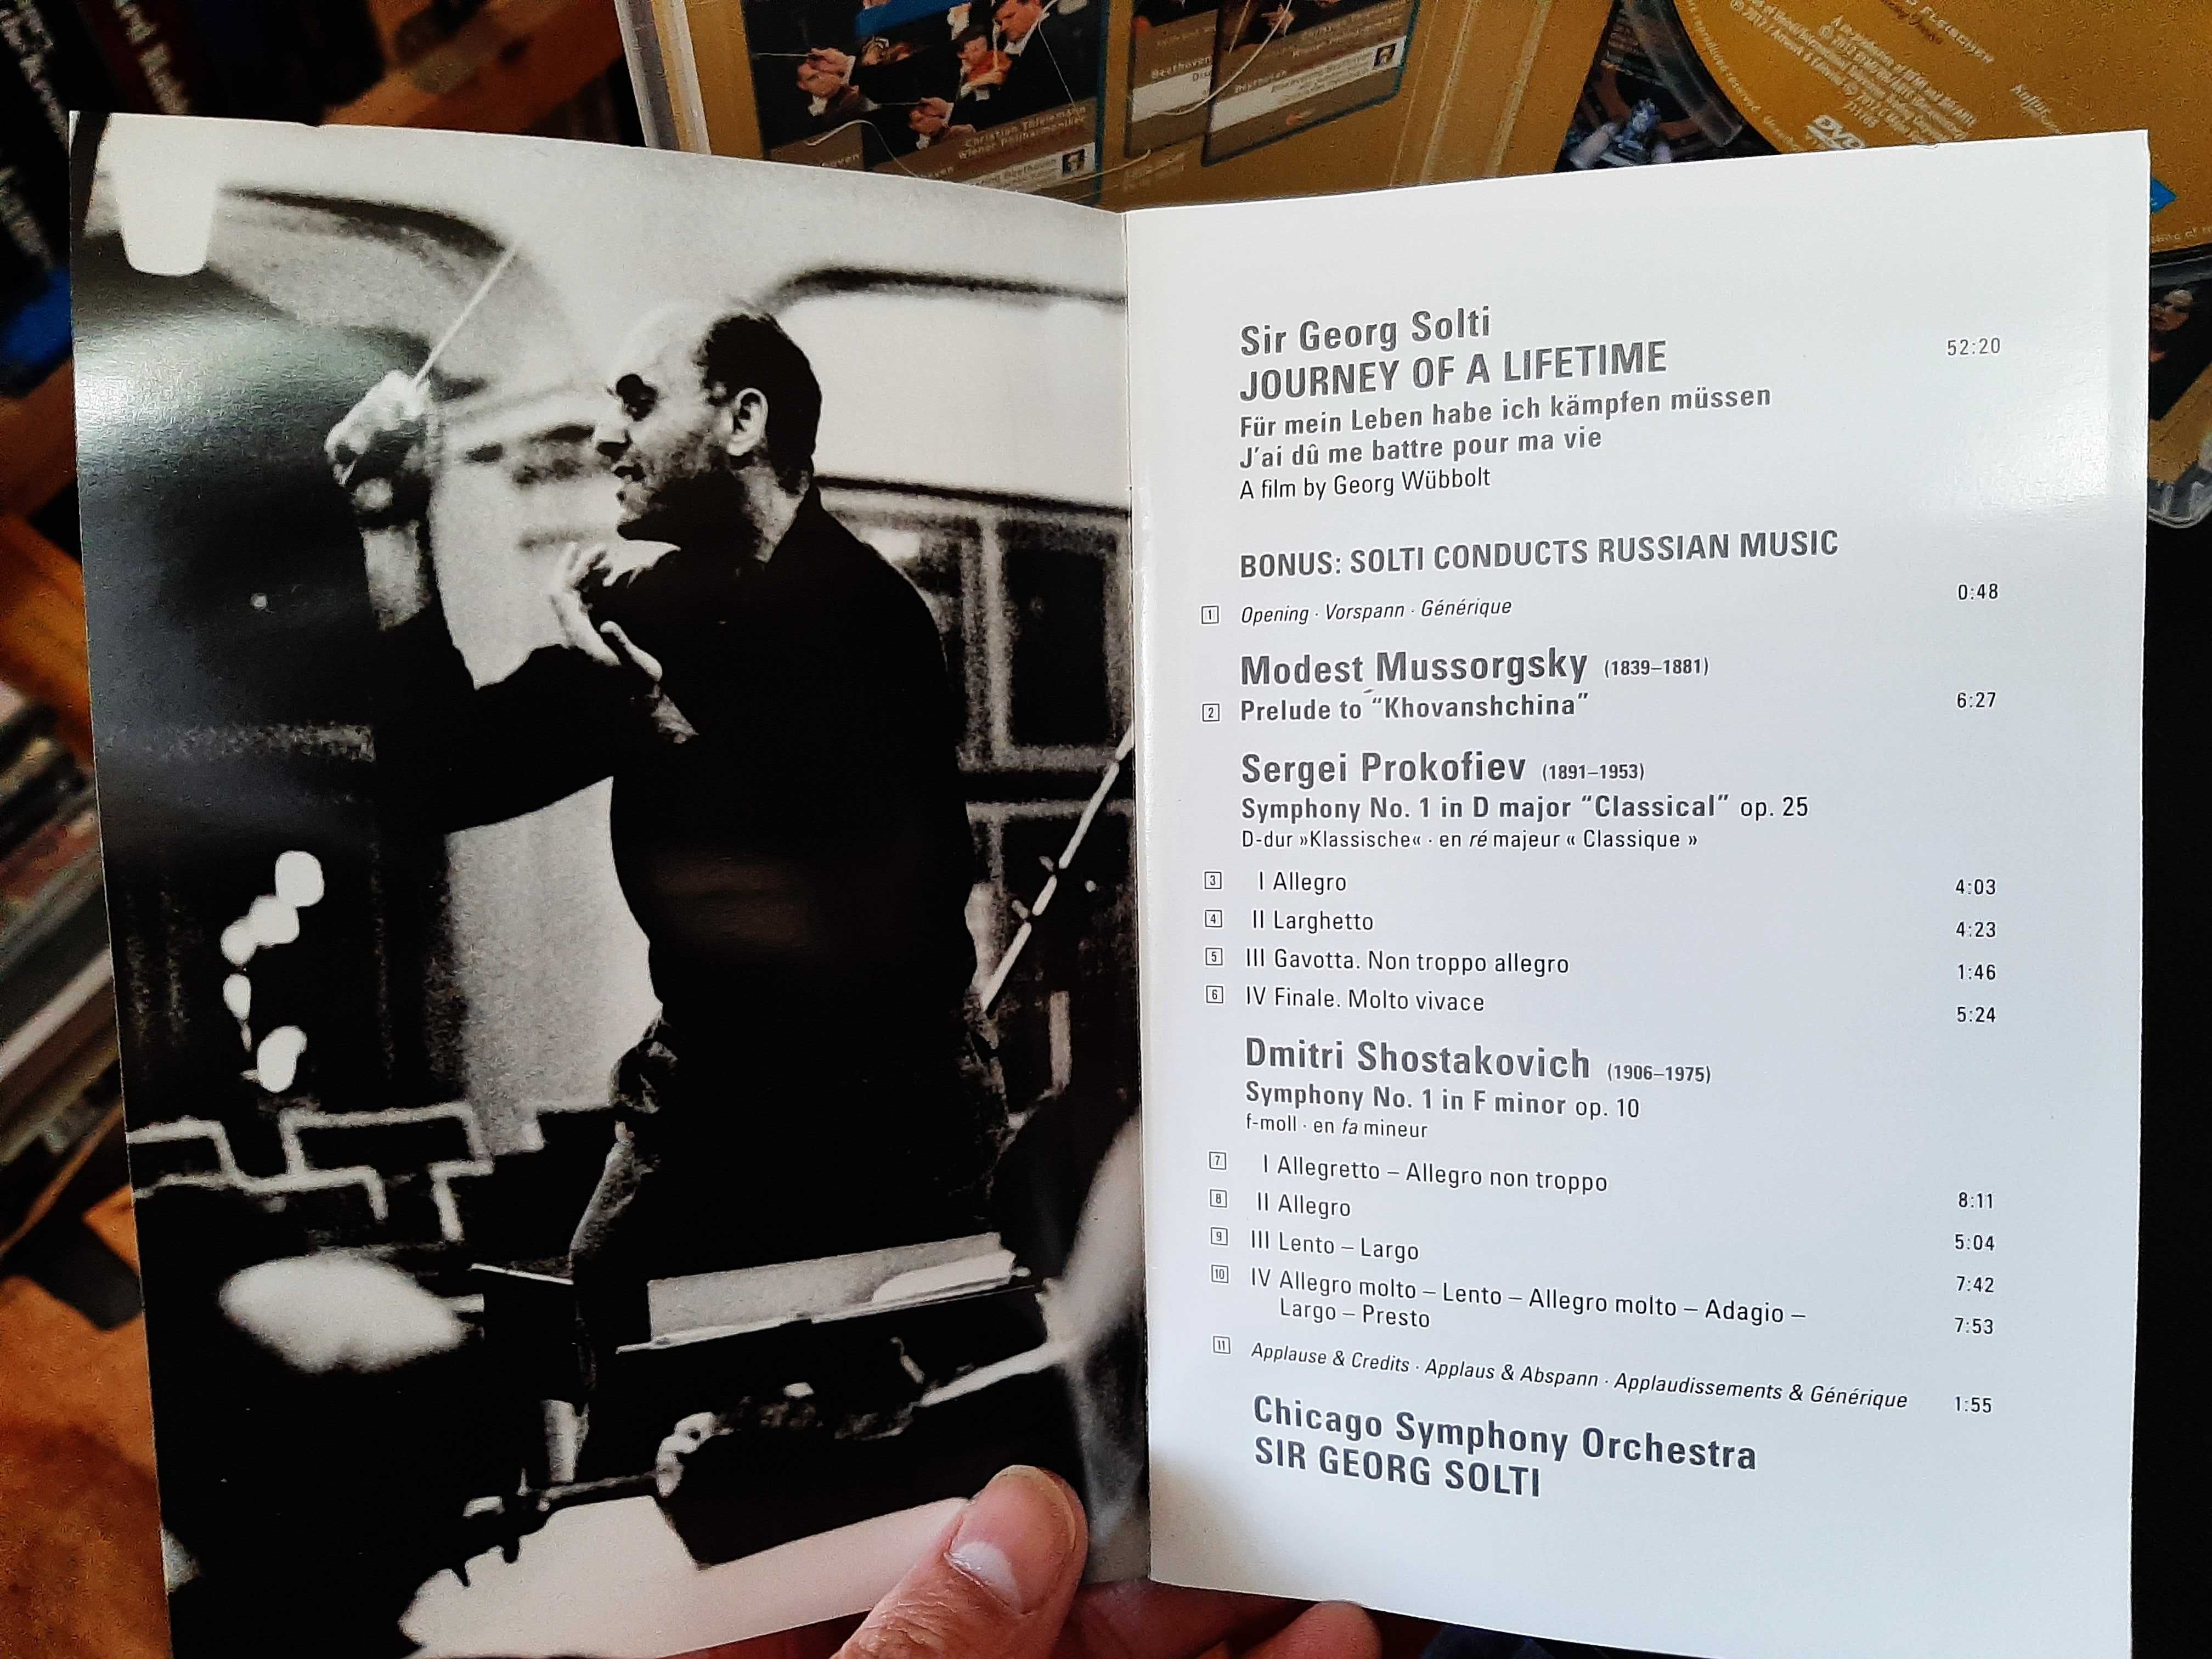 Christian Thielemann
Wiener Philharmoniker
Beethoven
DVD
Sir Georg Solti
JOURNEY OF A LIFETIME 52:20
Für mein Leben habe ich kämpfen müssen
J'ai dû me battre pour ma vie
A film by Georg Wübbolt
BONUS: SOLTI CONDUCTS RUSSIAN MUSIC
1 Opening · Vorspann · Générique 0:48
Modest Mussorgsky (1839–1881)
2 Prelude to “Khovanshchina” 6:27
Sergei Prokofiev (1891–1953)
Symphony No. 1 in D major “Classical” op. 25
D-dur »Klassische« · en ré majeur « Classique »
3 I Allegro 4:03
4 II Larghetto 4:23
5 III Gavotta. Non troppo allegro 1:46
6 IV Finale. Molto vivace 5:24
Dmitri Shostakovich (1906–1975)
Symphony No. 1 in F minor op. 10
f-moll · en fa mineur
7 I Allegretto – Allegro non troppo 8:11
8 II Allegro 5:04
9 III Lento – Largo 7:42
10 IV Allegro molto – Lento – Allegro molto – Adagio –
Largo – Presto 7:53
11 Applause & Credits · Applaus & Abspann · Applaudissements & Générique 1:55
Chicago Symphony Orchestra
SIR GEORG SOLTI